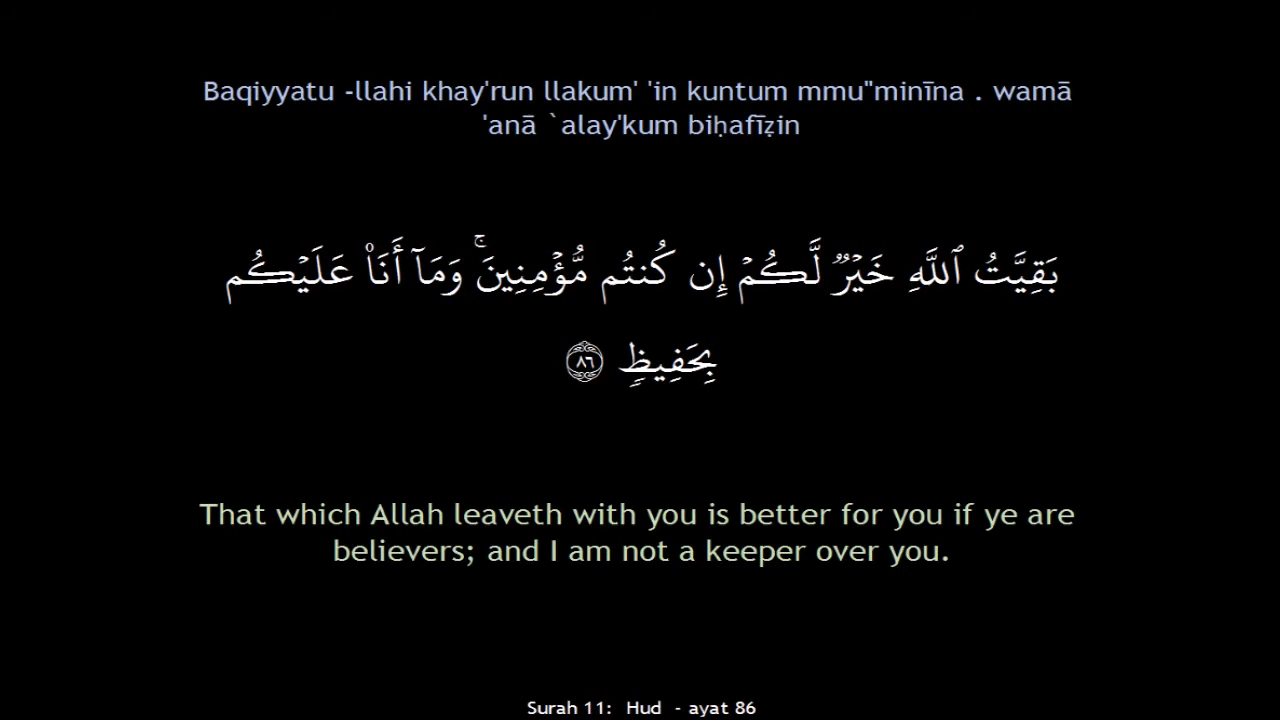 Baqiyyatu -llahi khay'run llakum' 'in kuntum mmu"minīna . wamā
'anā `alay'kum biḥafīẓin
بَقِيَّتُ ٱللَّهِ خَيْرٌۭ لَّكُمْ إِن كُنتُم مُّؤْمِنِينَ ۚ وَمَآ أَنَا۠ عَلَيْكُم
بِحَفِيظٍۢ ٨٦
That which Allah leaveth with you is better for you if ye are
believers; and I am not a keeper over you.
Surah 11: Hud - ayat 86